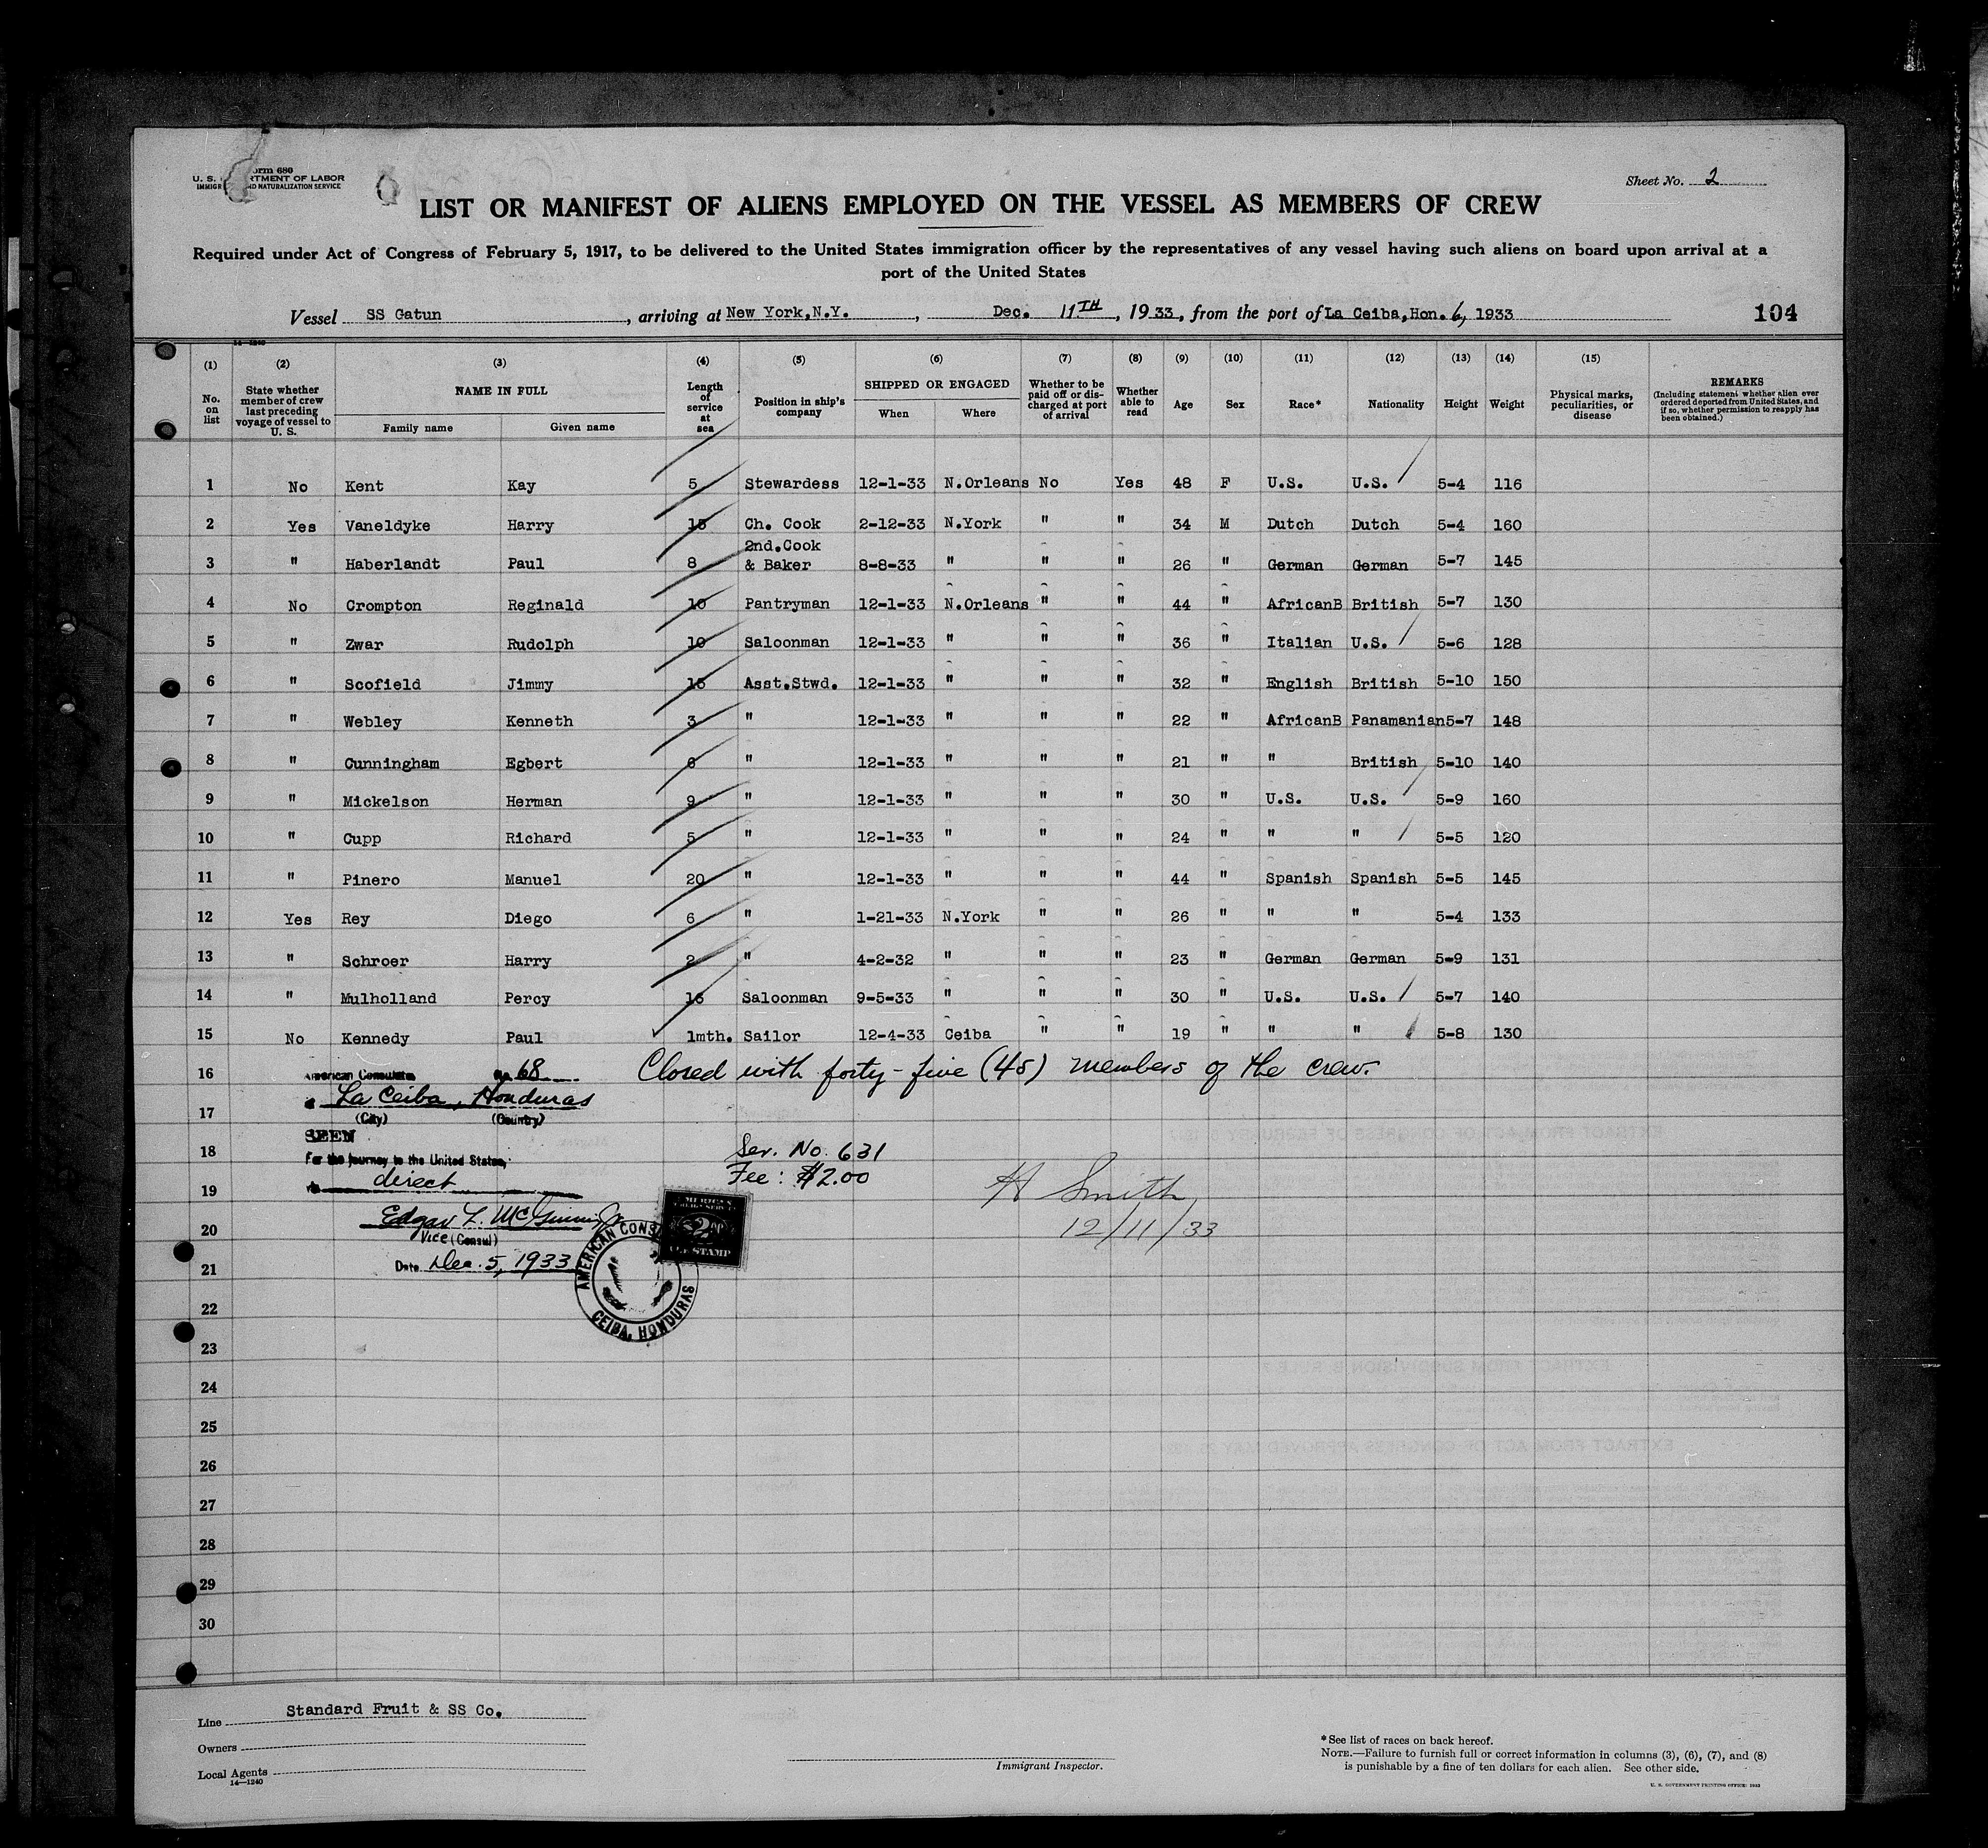 Form 680
U. S. DEPARTMENT OF LABOR
IMMIGRATION AND NATURALIZATION SERVICE
Sheet No. 2
LIST OR MANIFEST OF ALIENS EMPLOYED ON THE VESSEL AS MEMBERS OF CREW
Required under Act of Congress of February 5, 1917, to be delivered to the United States immigration officer by the representatives of any vessel having such aliens on board upon arrival at a
port of the United States
Vessel SS Gatun, arriving at New York,N.Y., Dec. 11TH, 1933, from the port of La Ceiba,Hon. 6, 1933 104
14—1240
(1) (2) (3) (4) (5) (6) (7) (8) (9) (10) (11) (12) (13) (14) (15)
No. on list State whether member of crew last preceding voyage of vessel to U. S. NAME IN FULL Family name Given name Length of service at sea Position in ship's company SHIPPED OR ENGAGED When Where Whether to be paid off or discharged at port of arrival Whether able to read Age Sex Race* Nationality Height Weight Physical marks, peculiarities, or disease REMARKS (Including statement whether alien ever ordered deported from United States, and if so, whether permission to reapply has been obtained.)
1 No Kent Kay 5 Stewardess 12-1-33 N.Orleans No Yes 48 F U.S. U.S. 5-4 116
2 Yes Vaneldyke Harry 15 Ch. Cook 2-12-33 N.York " " 34 M Dutch Dutch 5-4 160
2nd.Cook
3 " Haberlandt Paul 8 & Baker 8-8-33 " " " 26 " German German 5-7 145
4 No Crompton Reginald 10 Pantryman 12-1-33 N.Orleans " " 44 " AfricanB British 5-7 130
5 " Zwar Rudolph 10 Saloonman 12-1-33 " " " 36 " Italian U.S. 5-6 128
6 " Scofield Jimmy 15 Asst.Stwd. 12-1-33 " " " 32 " English British 5-10 150
7 " Webley Kenneth 3 " 12-1-33 " " " 22 " AfricanB Panamanian 5-7 148
8 " Cunningham Egbert 6 " 12-1-33 " " " 21 " " British 5-10 140
9 " Mickelson Herman 9 " 12-1-33 " " " 30 " U.S. U.S. 5-9 160
10 " Cupp Richard 5 " 12-1-33 " " " 24 " " " 5-5 120
11 " Pinero Manuel 20 " 12-1-33 " " " 44 " Spanish Spanish 5-5 145
12 Yes Rey Diego 6 " 1-21-33 N.York " " 26 " " " 5-4 133
13 " Schroer Harry 2 " 4-2-32 " " " 23 " German German 5-9 131
14 " Mulholland Percy 16 Saloonman 9-5-33 " " " 30 " U.S. U.S. 5-7 140
15 No Kennedy Paul 1mth. Sailor 12-4-33 Ceiba " " 19 " " " 5-8 130
16 American Consulate No. 68 Closed with forty-five (45) members of the crew.
La Ceiba, Honduras
17 (City) (Country)
SEEN
18 For the journey to the United States, Ser. No. 631
19 via direct Fee: $2.00 H Smith
20 Edgar L. McGinnis Jr 12/11/33
Vice (Consul)
21 Date Dec. 5, 1933
AMERICAN CONSULATE CEIBA, HONDURAS
22
23
24
25
26
27
28
29
30
Line Standard Fruit & SS Co.
Owners
Local Agents
14—1240
Immigrant Inspector.
*See list of races on back hereof.
NOTE.—Failure to furnish full or correct information in columns (3), (6), (7), and (8)
is punishable by a fine of ten dollars for each alien. See other side.
U. S. GOVERNMENT PRINTING OFFICE: 1933